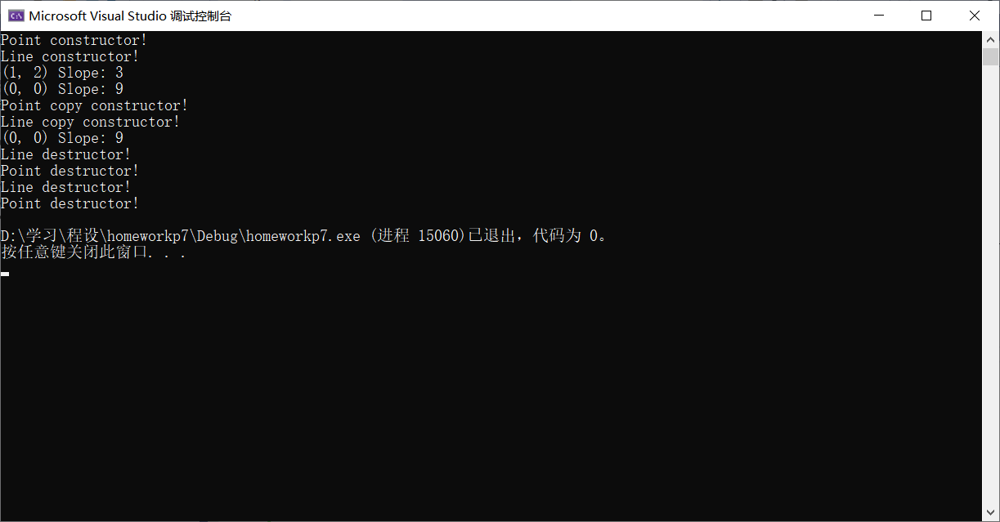 Microsoft Visual Studio 调试控制台
Point constructor!
Line constructor!
(1, 2) Slope: 3
(0, 0) Slope: 9
Point copy constructor!
Line copy constructor!
(0, 0) Slope: 9
Line destructor!
Point destructor!
Line destructor!
Point destructor!
D:\学习\程设\homeworkp7\Debug\homeworkp7.exe (进程 15060)已退出，代码为 0。
按任意键关闭此窗口. . .